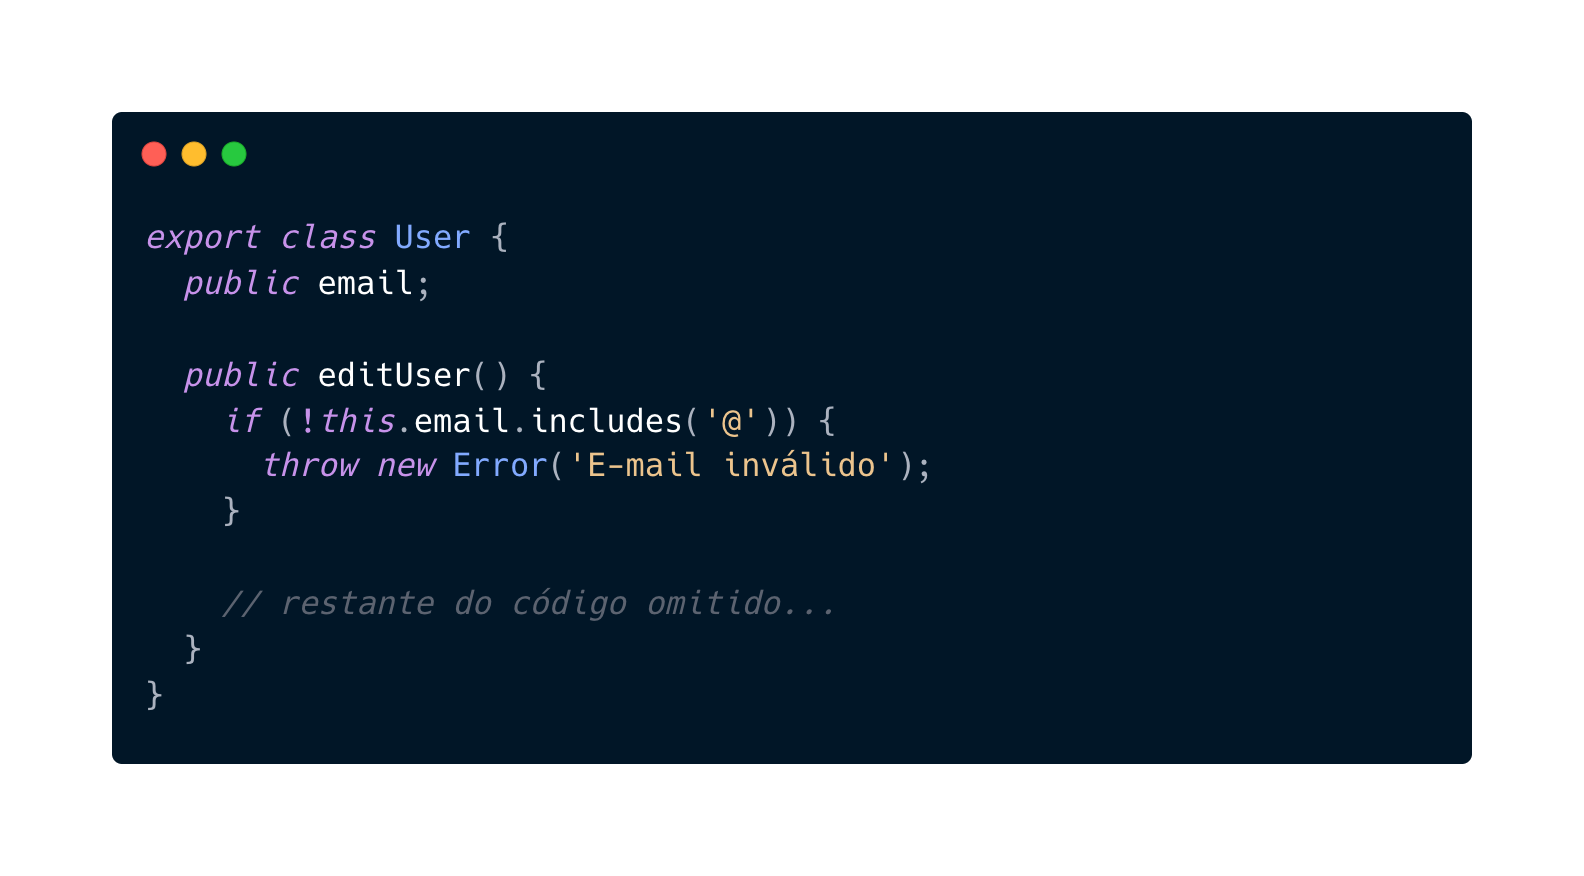 export class User {
  public email;

  public editUser() {
    if (!this.email.includes('@')) {
      throw new Error('E-mail inválido');
    }

    // restante do código omitido...
  }
}